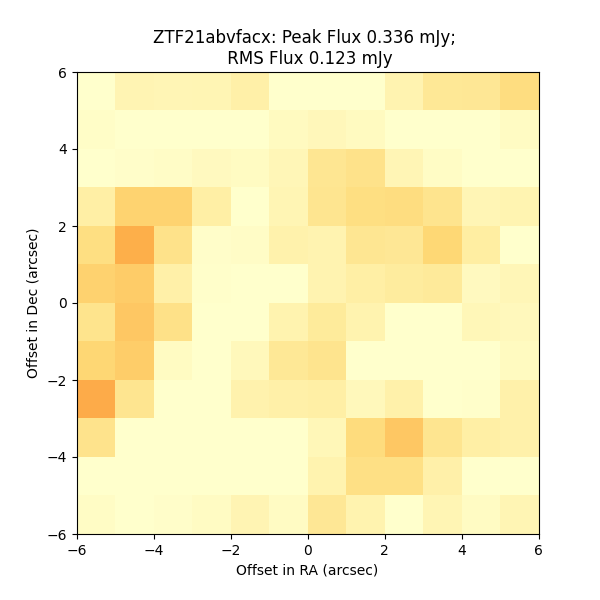 ZTF21abvfacx: Peak Flux 0.336 mJy;
RMS Flux 0.123 mJy
6
4
2
0
−2
−4
−6
Offset in Dec (arcsec)
−6 −4 −2 0 2 4 6
Offset in RA (arcsec)